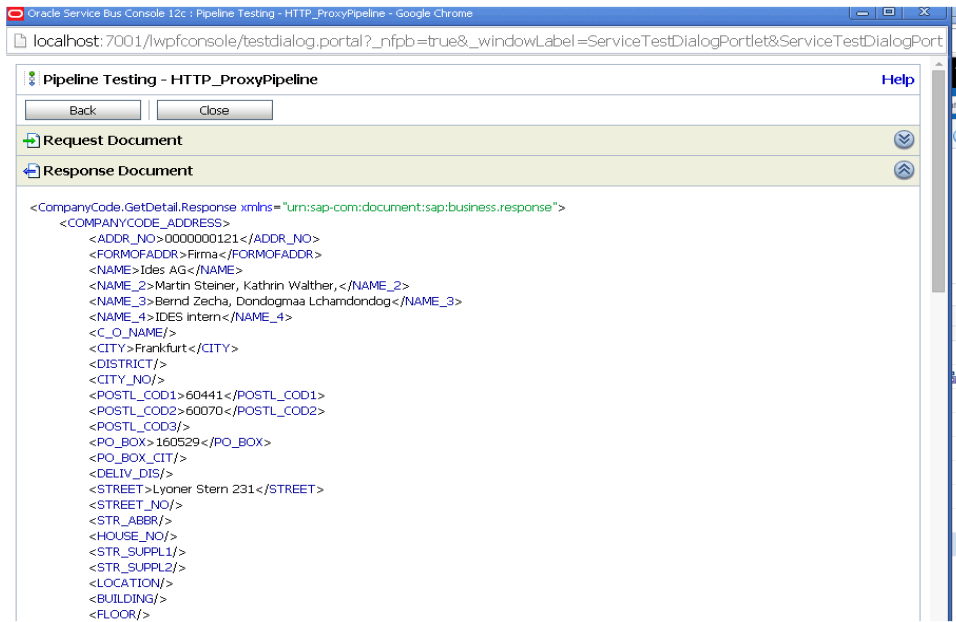 Oracle Service Bus Console 12c : Pipeline Testing - HTTP_ProxyPipeline - Google Chrome
localhost:7001/lwpfconsole/testdialog.portal?_nfpb=true&_windowLabel=ServiceTestDialogPortlet&ServiceTestDialogPort
Pipeline Testing - HTTP_ProxyPipeline Help
Back Close
Request Document
Response Document
<CompanyCode.GetDetail.Response xmlns="urn:sap-com:document:sap:business.response">
<COMPANYCODE_ADDRESS>
<ADDR_NO>0000000121</ADDR_NO>
<FORMOFADDR>Firma</FORMOFADDR>
<NAME>Ides AG</NAME>
<NAME_2>Martin Steiner, Kathrin Walther,</NAME_2>
<NAME_3>Bernd Zecha, Dondogmaa Lchamdondog</NAME_3>
<NAME_4>IDES intern</NAME_4>
<C_O_NAME/>
<CITY>Frankfurt</CITY>
<DISTRICT/>
<CITY_NO/>
<POSTL_COD1>60441</POSTL_COD1>
<POSTL_COD2>60070</POSTL_COD2>
<POSTL_COD3/>
<PO_BOX>160529</PO_BOX>
<PO_BOX_CIT/>
<DELIV_DIS/>
<STREET>Lyoner Stern 231</STREET>
<STREET_NO/>
<STR_ABBR/>
<HOUSE_NO/>
<STR_SUPPL1/>
<STR_SUPPL2/>
<LOCATION/>
<BUILDING/>
<FLOOR/>